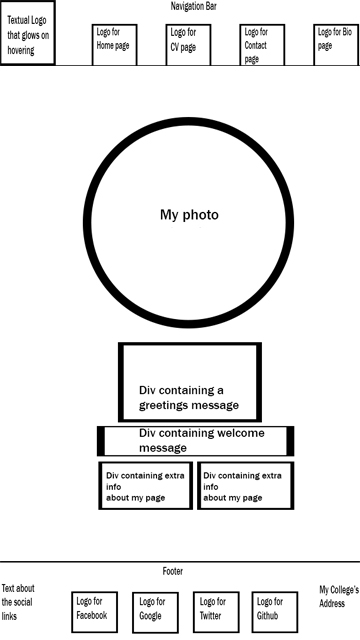 Navigation Bar
Textual Logo
that glows on
hovering
Logo for
Home page
Logo for
CV page
Logo for
Contact
page
Logo for Bio
page
My photo
Div containing a
greetings message
Div containing welcome
message
Div containing extra
info
about my page
Div containing extra
info
about my page
Footer
Text about
the social
links
Logo for
Facebook
Logo for
Google
Logo for
Twitter
Logo for
Github
My College's
Address